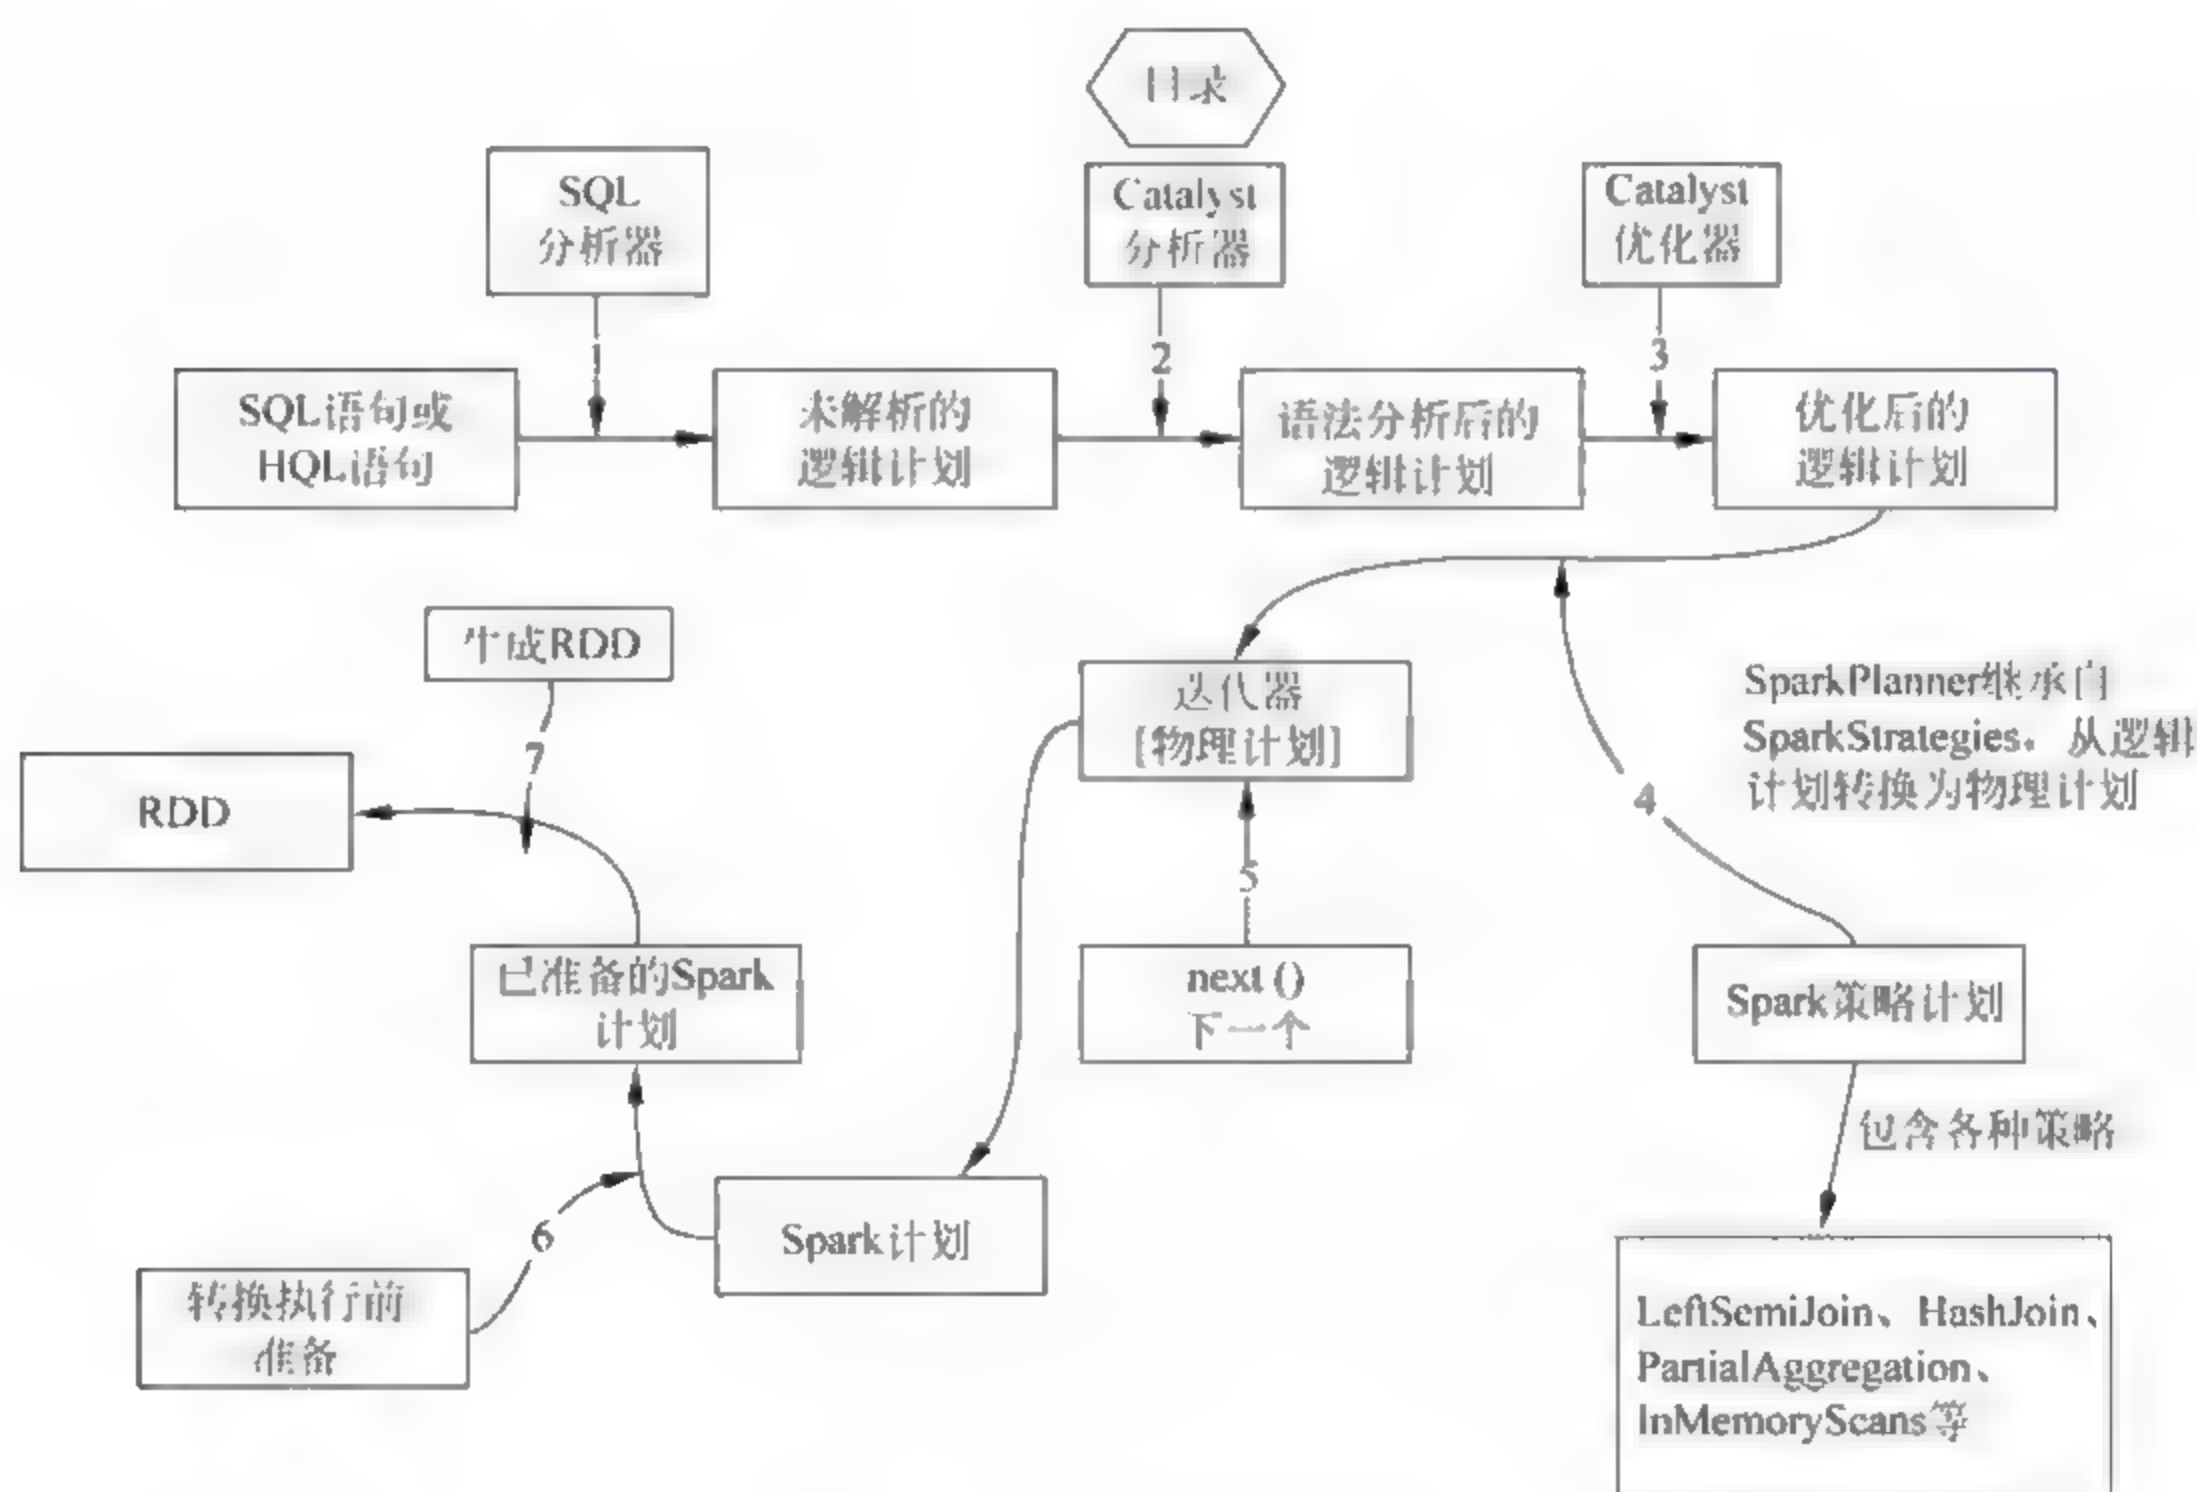 目录
SQL
分析器
Catalyst
分析器
Catalyst
优化器
1
2
3
SQL语句或
HQL语句
未解析的
逻辑计划
语法分析后的
逻辑计划
优化后的
逻辑计划
生成RDD
迭代器
[物理计划]
SparkPlanner继承自
SparkStrategies，从逻辑
计划转换为物理计划
7
RDD
4
5
已准备的Spark
计划
next ()
下一个
Spark策略计划
包含各种策略
6
Spark计划
转换执行前
准备
LeftSemiJoin、HashJoin、
PartialAggregation、
InMemoryScans等